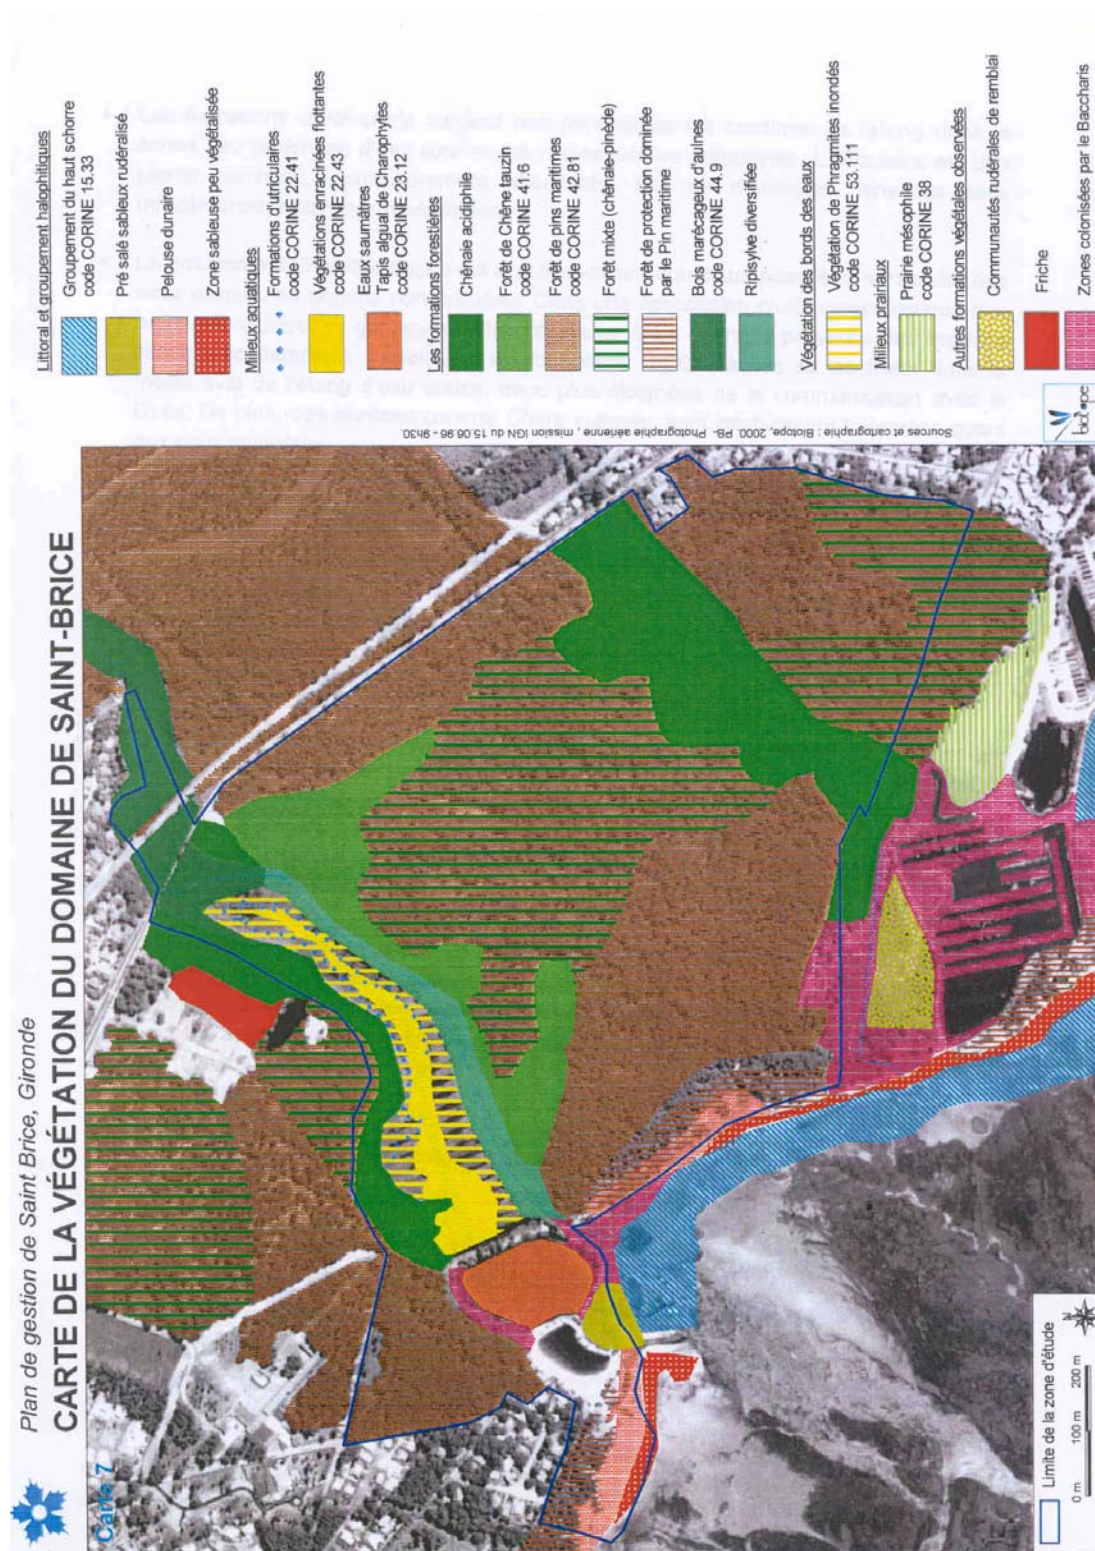 Plan de gestion de Saint Brice, Gironde
CARTE DE LA VÉGÉTATION DU DOMAINE DE SAINT-BRICE
Carte 7
Littoral et groupement halophitiques
Groupement du haut schorre
code CORINE 15.33
Pré salé sableux rudéralisé
Pelouse dunaire
Zone sableuse peu végétalisée
Milieux aquatiques
Formations d'utriculaires
code CORINE 22.41
Végétations enracinées flottantes
code CORINE 22.43
Eaux saumâtres
Tapis algual de Charophytes
code CORINE 23.12
Les formations forestières
Chênaie acidiphile
Forêt de Chêne tauzin
code CORINE 41.6
Forêt de pins maritimes
code CORINE 42.81
Forêt mixte (chênaie-pinède)
Forêt de protection dominée
par le Pin maritime
Bois marécageux d'aulnes
code CORINE 44.9
Ripisylve diversifiée
Végétation des bords des eaux
Végétation de Phragmites inondés
code CORINE 53.111
Milieux prairiaux
Prairie mésophile
code CORINE 38
Autres formations végétales observées
Communautés rudérales de remblai
Friche
Zones colonisées par le Baccharis
Sources et cartographie : Biotope, 2000. -PB- Photographie aérienne, mission IGN du 15.06.96 - 9H30.
biotope
Limite de la zone d'étude
0 m 100 m 200 m
N